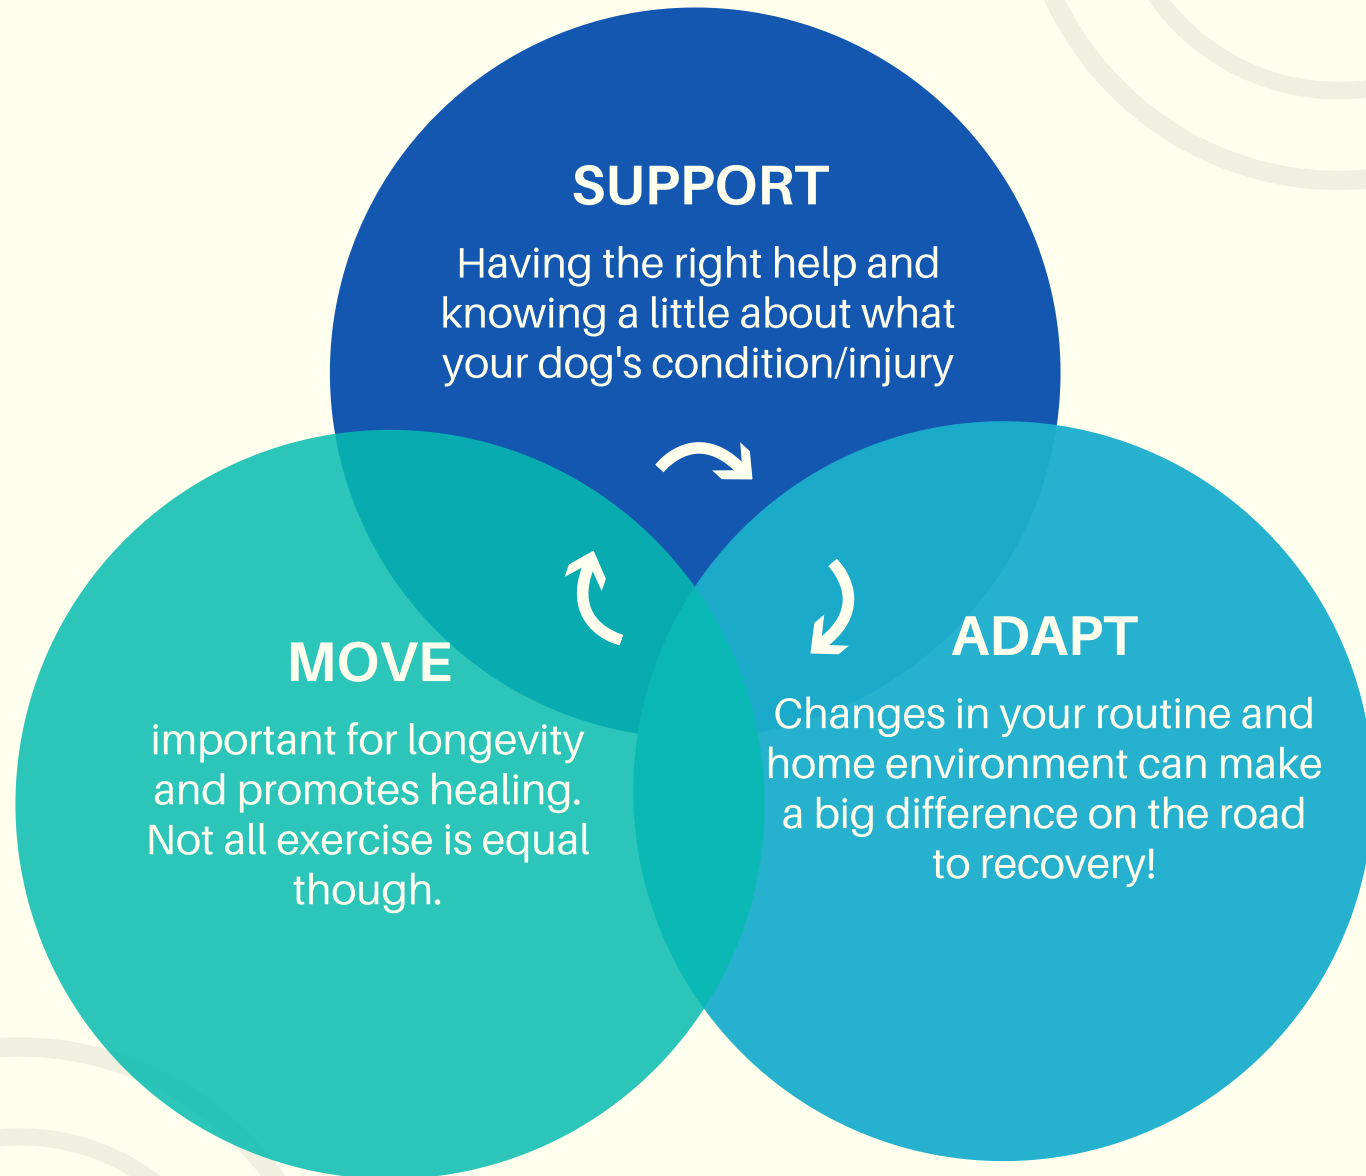 SUPPORT
Having the right help and
knowing a little about what
your dog's condition/injury
MOVE
important for longevity
and promotes healing.
Not all exercise is equal
though.
ADAPT
Changes in your routine and
home environment can make
a big difference on the road
to recovery!